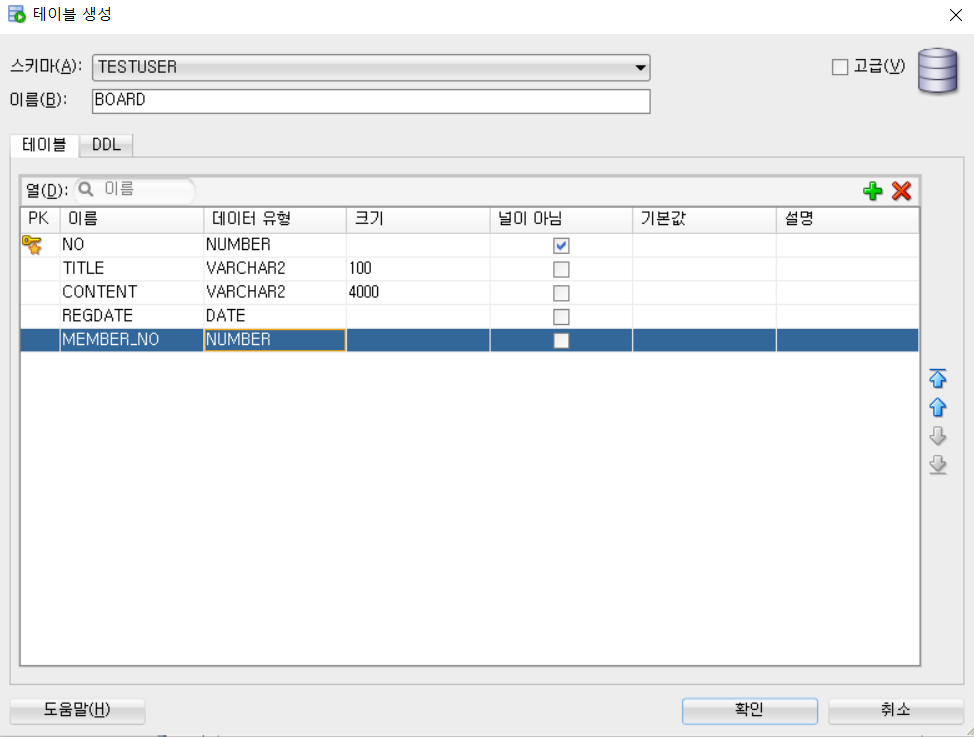 테이블 생성
스키마(A): TESTUSER 고급(V)
이름(B): BOARD
테이블 DDL
열(D): 이름
PK 이름 데이터 유형 크기 널이 아님 기본값 설명
NO NUMBER
TITLE VARCHAR2 100
CONTENT VARCHAR2 4000
REGDATE DATE
MEMBER_NO NUMBER
도움말(H) 확인 취소